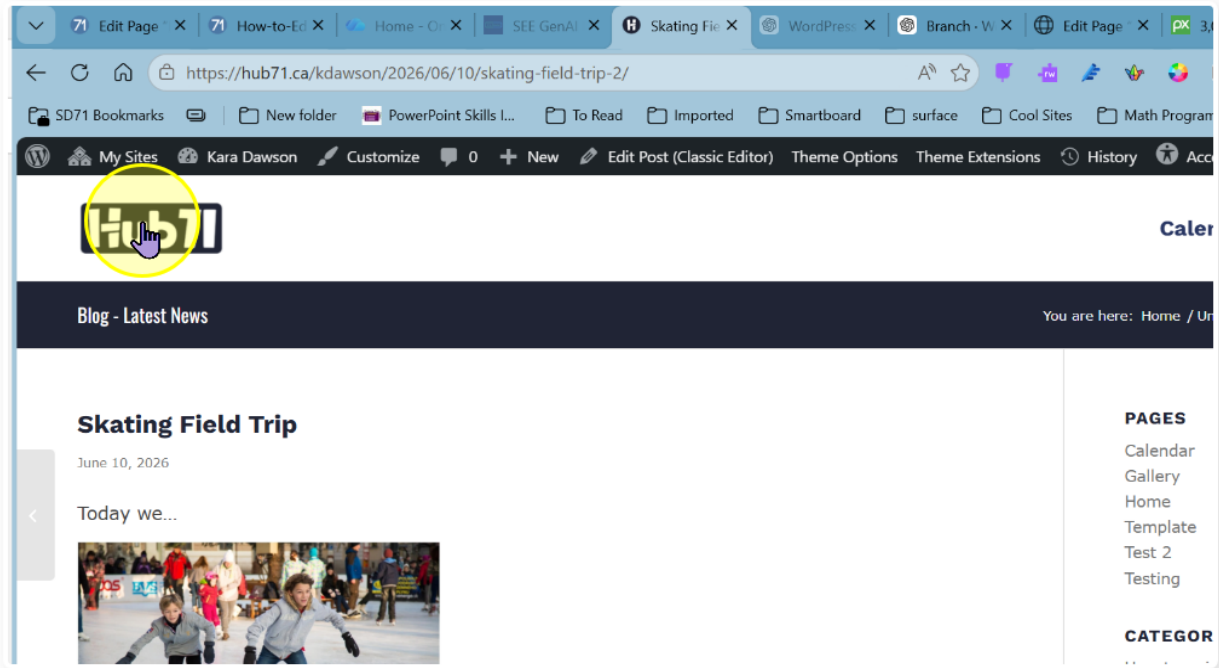 Edit Page
How-to-Ed
Home - On
SEE GenAI
Skating Fie
WordPress
Branch · W
Edit Page
3,0
https://hub71.ca/kdawson/2026/06/10/skating-field-trip-2/
SD71 Bookmarks New folder PowerPoint Skills I... To Read Imported Smartboard surface Cool Sites Math Program
My Sites Kara Dawson Customize 0 New Edit Post (Classic Editor) Theme Options Theme Extensions History Acce
Hub71
Calen
Blog - Latest News
You are here: Home / Un
Skating Field Trip
June 10, 2026
Today we...
PAGES
Calendar
Gallery
Home
Template
Test 2
Testing
CATEGOR